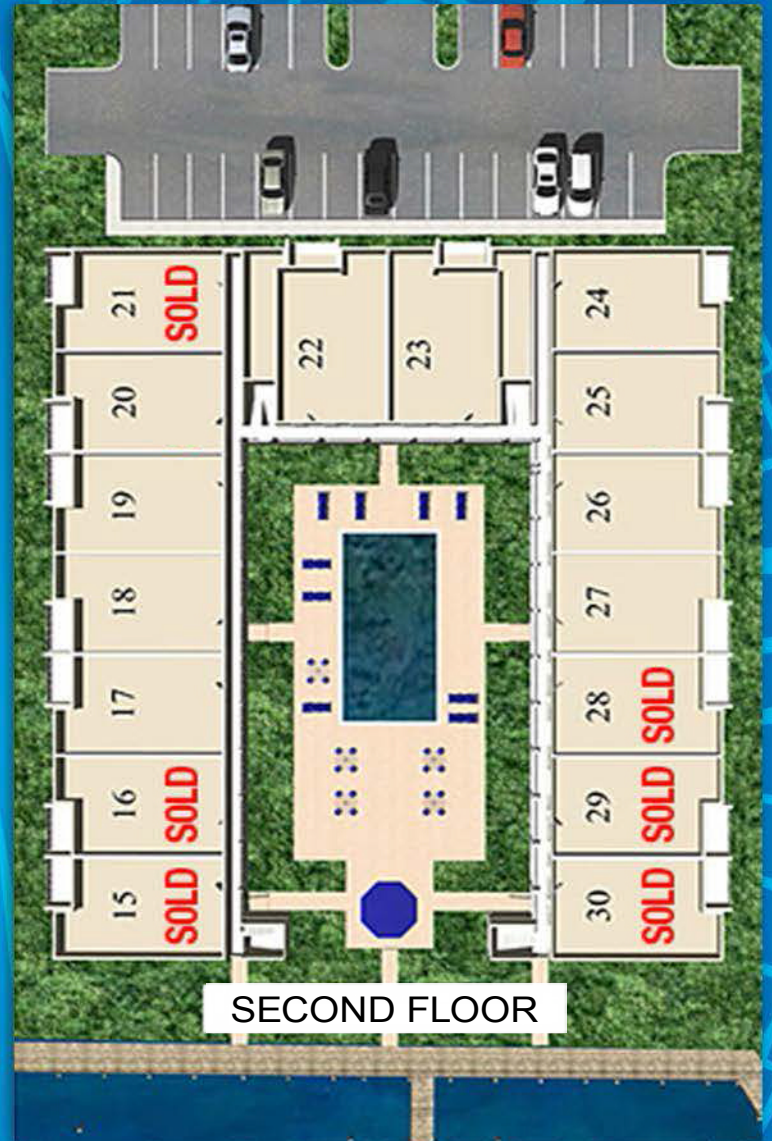 21 SOLD
20
19
18
17
16 SOLD
15 SOLD
22
23
24
25
26
27
28 SOLD
29 SOLD
30 SOLD
SECOND FLOOR